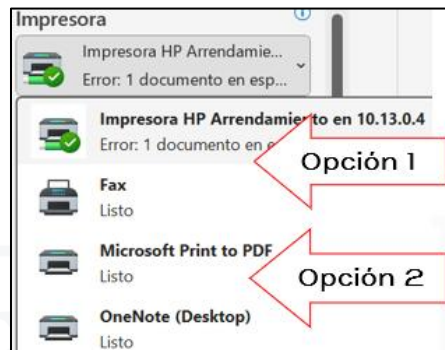 Impresora
Impresora HP Arrendamie...
Error: 1 documento en esp...
Impresora HP Arrendamiento en 10.13.0.4
Error: 1 documento en e
Opción 1
Fax
Listo
Microsoft Print to PDF
Listo
Opción 2
OneNote (Desktop)
Listo